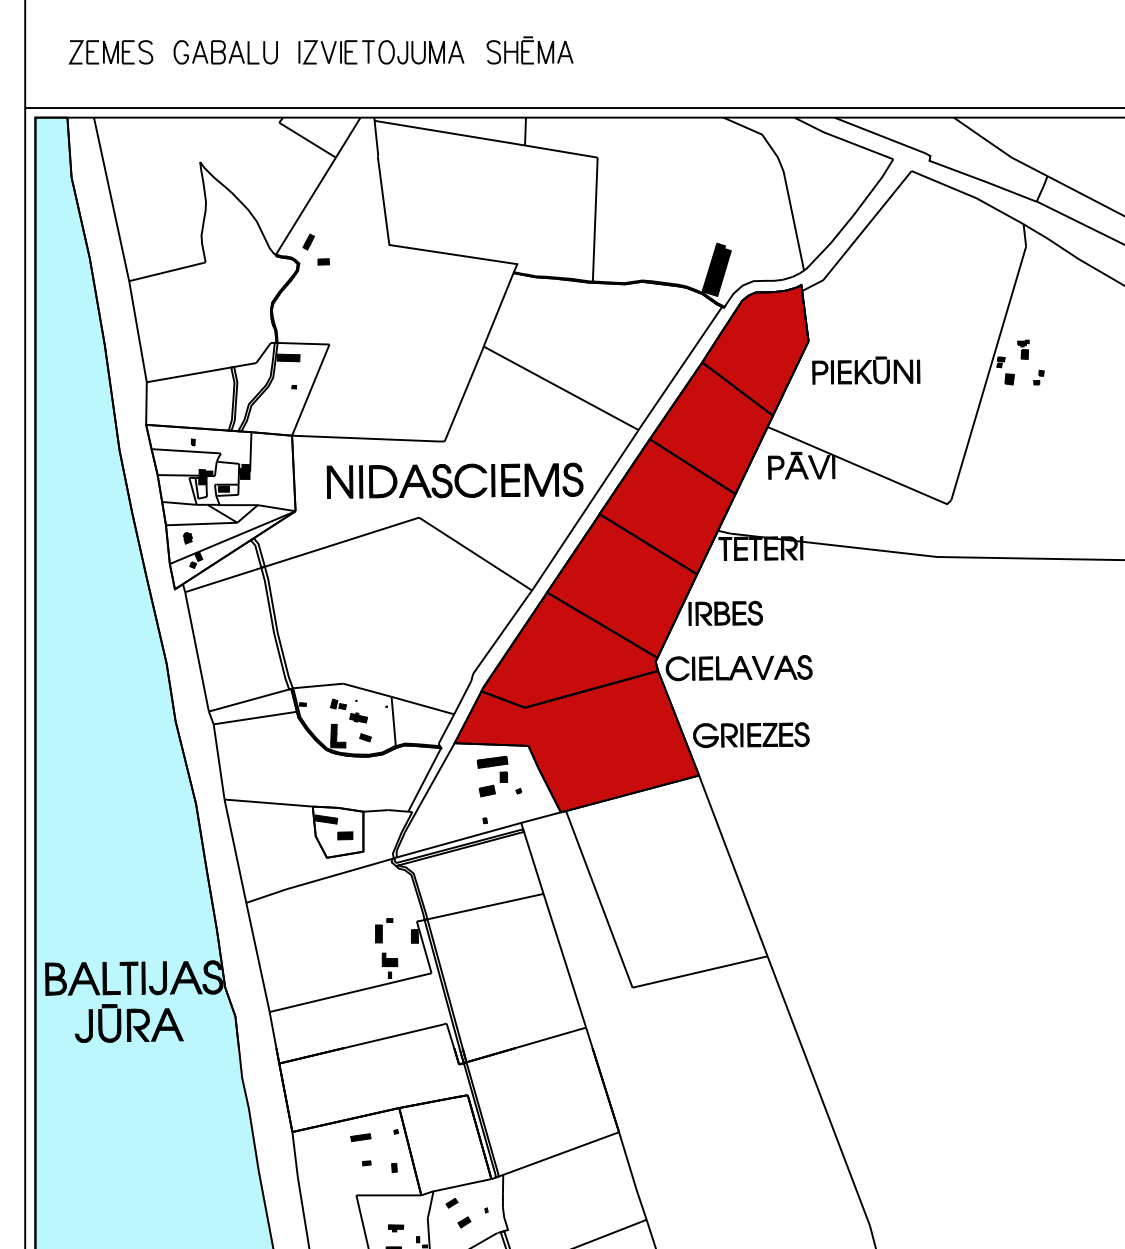 ZEMES GABALU IZVIETOJUMA SHĒMA
PIEKŪNI
PĀVI
NIDASCIEMS
TETERI
IRBES
CIELAVAS
GRIEZES
BALTIJAS
JŪRA